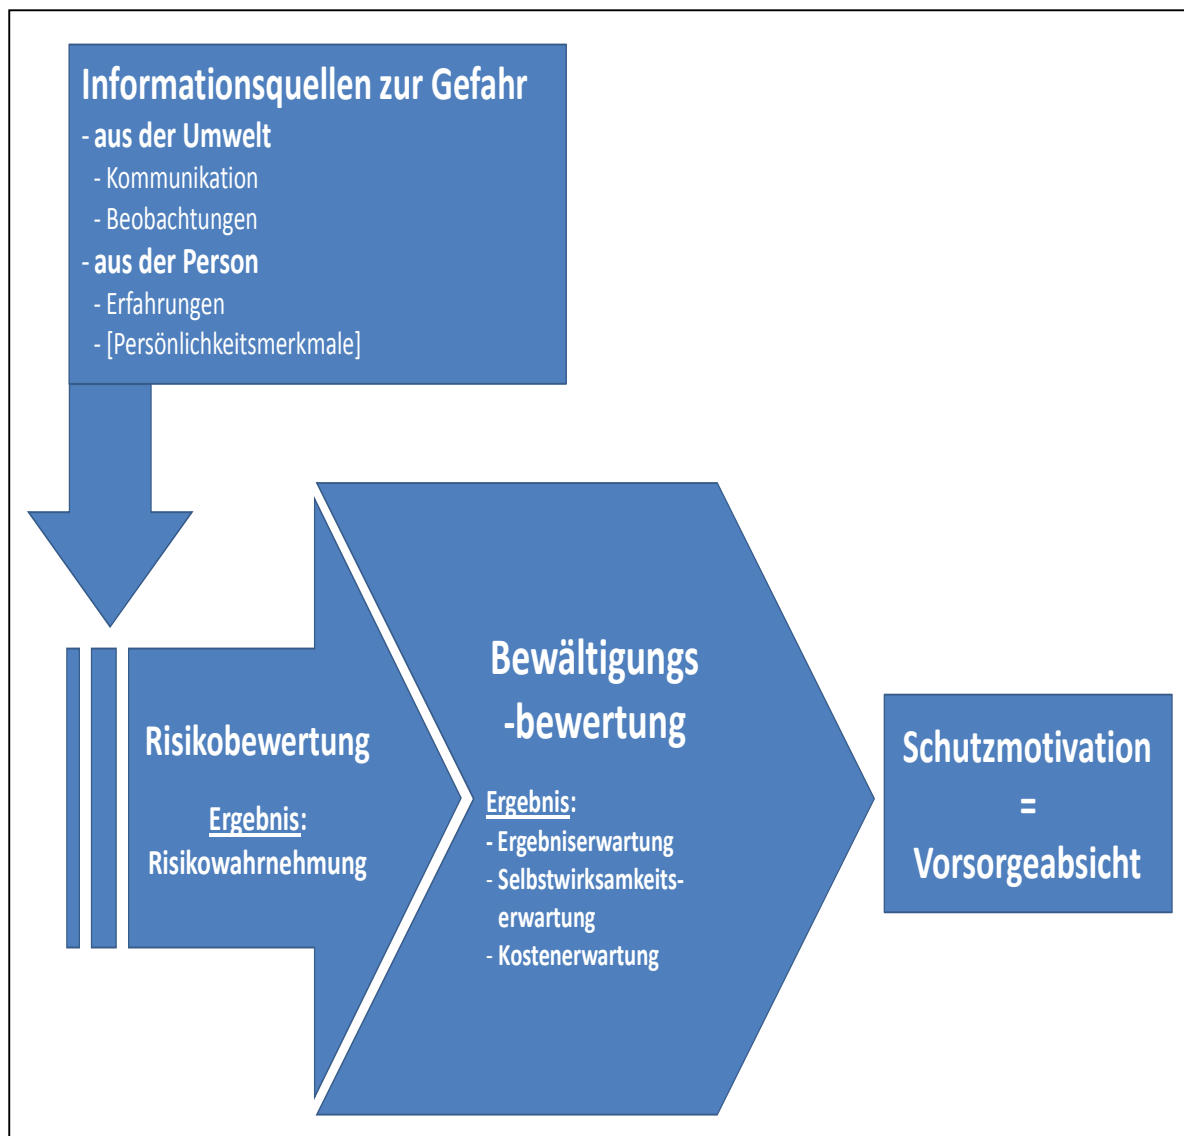 Informationsquellen zur Gefahr
- aus der Umwelt
- Kommunikation
- Beobachtungen
- aus der Person
- Erfahrungen
- [Persönlichkeitsmerkmale]
Risikobewertung
Ergebnis:
Risikowahrnehmung
Bewältigungs
-bewertung
Ergebnis:
- Ergebniserwartung
- Selbstwirksamkeits-
erwartung
- Kostenerwartung
Schutzmotivation
=
Vorsorgeabsicht